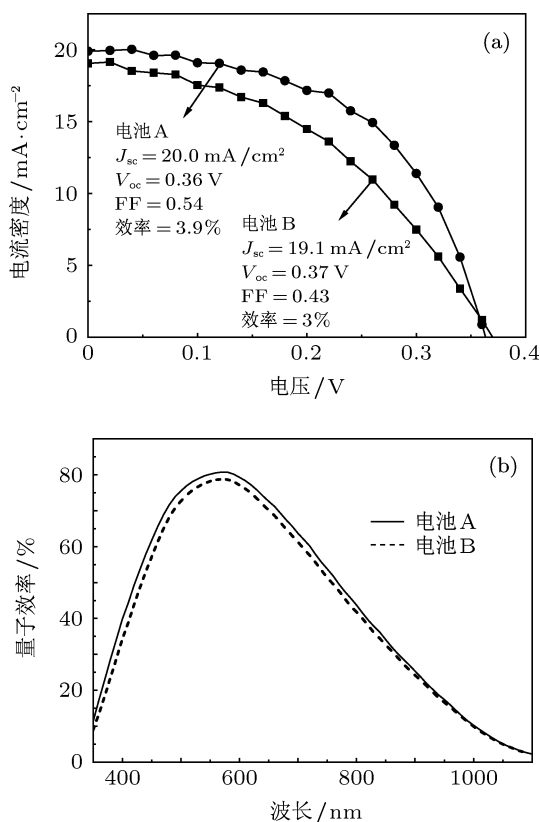 (a)
20
15
10
5
0
电流密度/mA·cm⁻²
电池A
Jsc=20.0 mA/cm²
Voc=0.36 V
FF=0.54
效率=3.9%
电池B
Jsc=19.1 mA/cm²
Voc=0.37 V
FF=0.43
效率=3%
0 0.1 0.2 0.3 0.4
电压/V
(b)
80
60
40
20
0
量子效率/%
电池A
电池B
400 600 800 1000
波长/nm